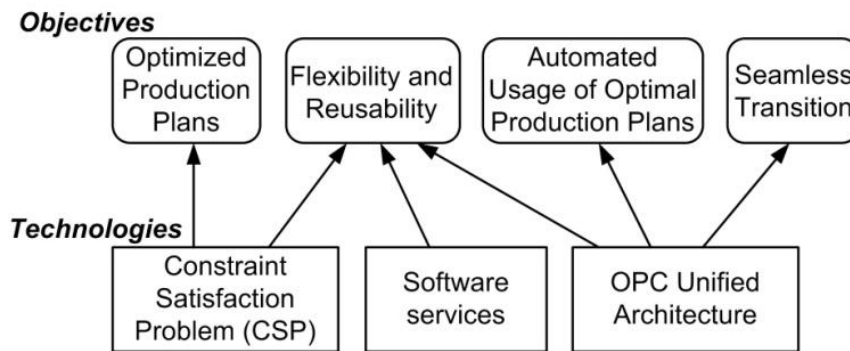 Objectives
Optimized
Production
Plans
Flexibility and
Reusability
Automated
Usage of Optimal
Production Plans
Seamless
Transition
Technologies
Constraint
Satisfaction
Problem (CSP)
Software
services
OPC Unified
Architecture